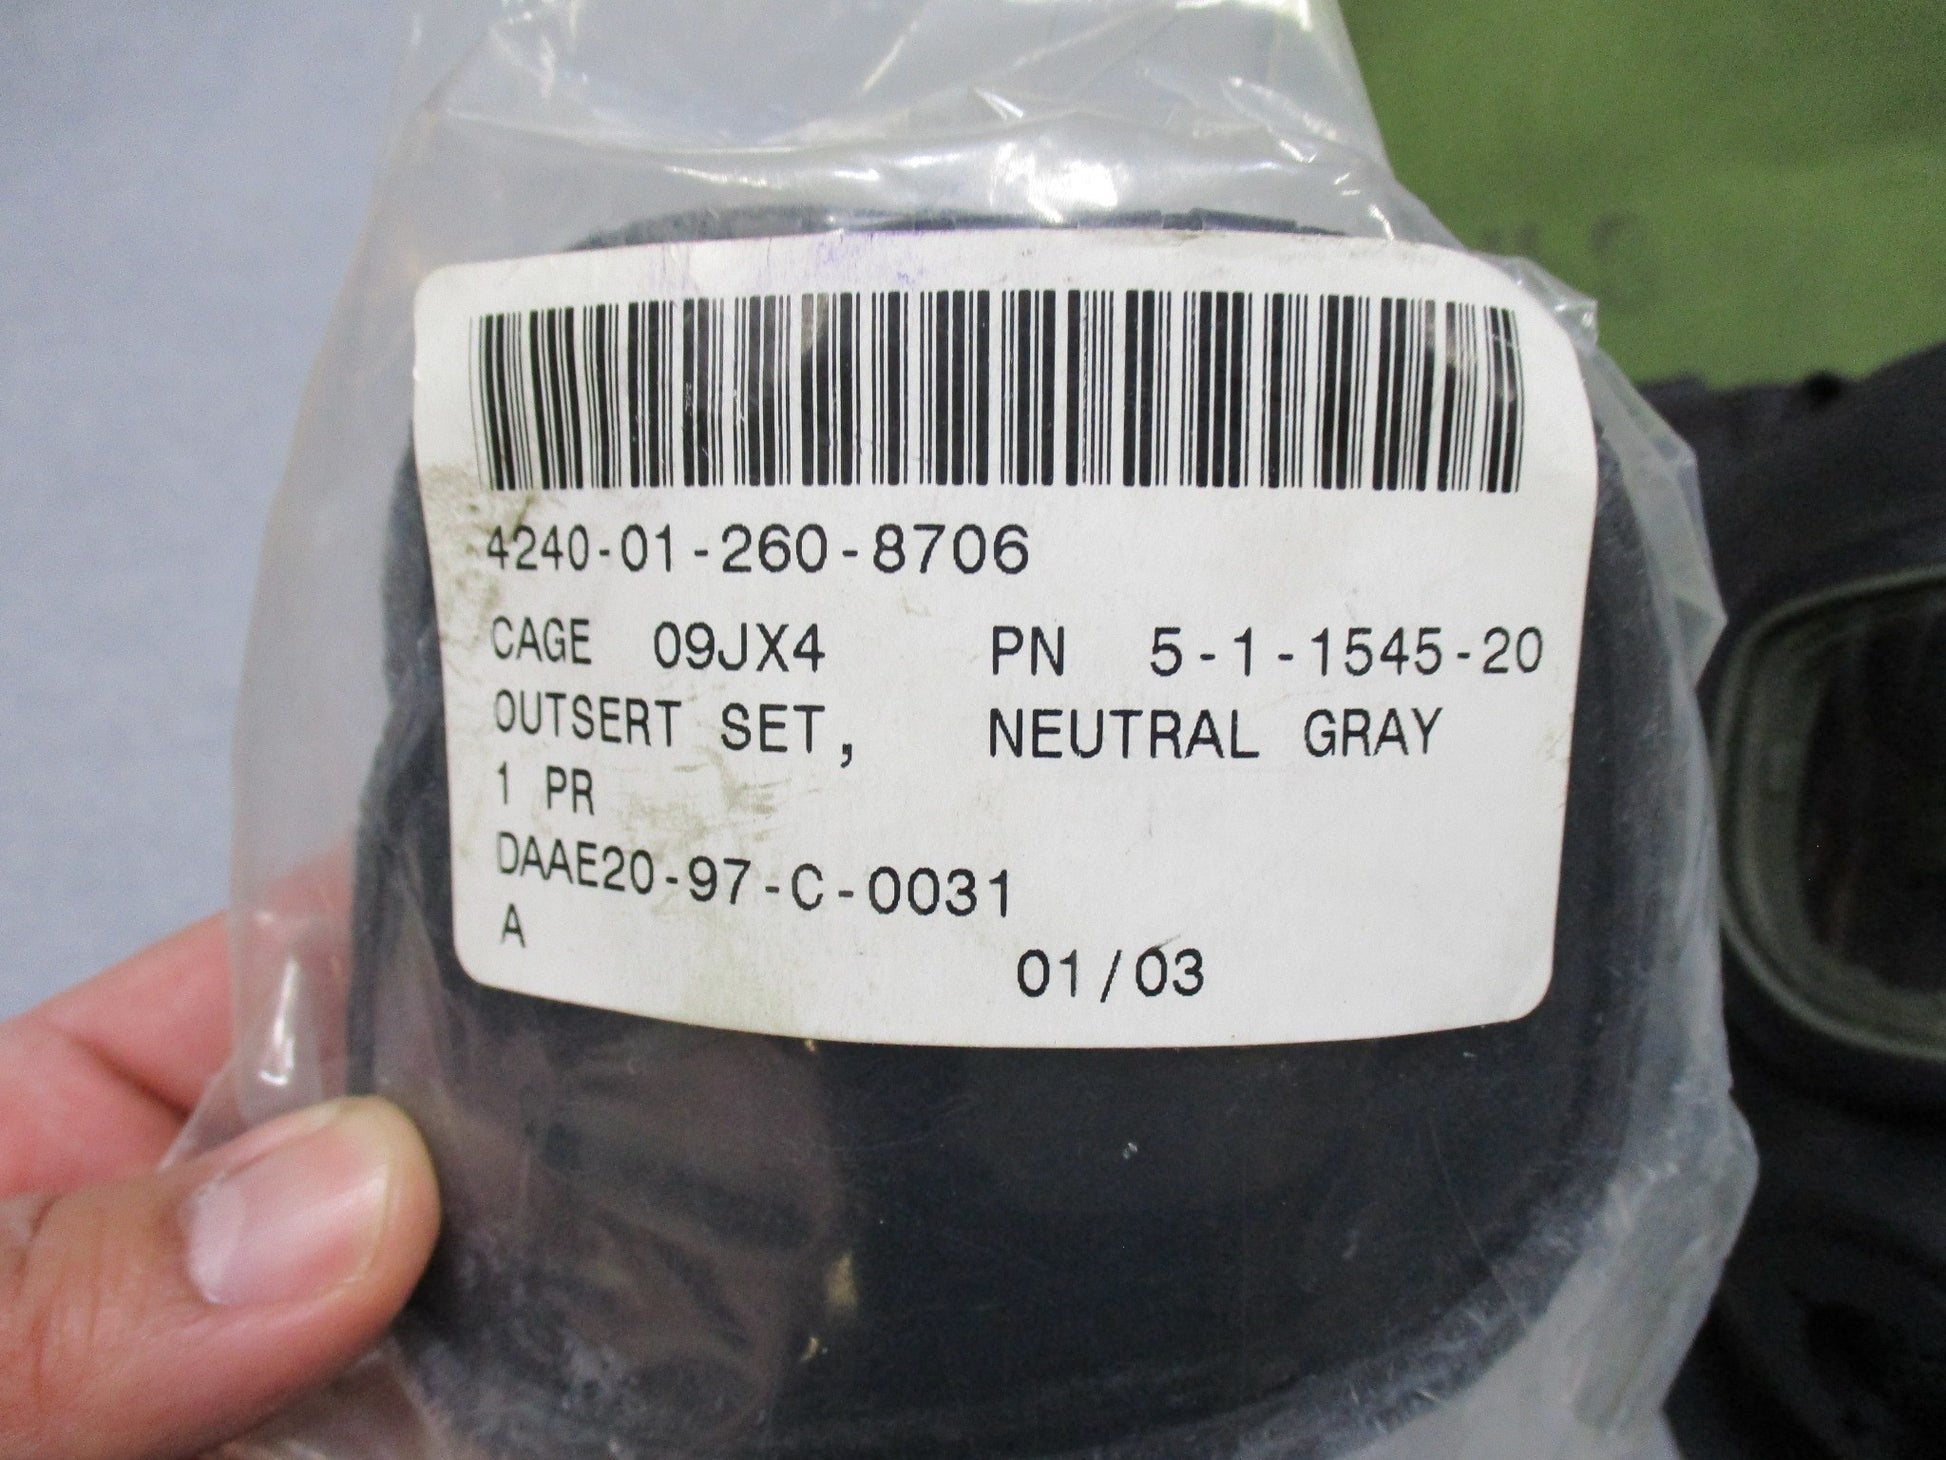 4240-01-260-8706
CAGE 09JX4 PN 5-1-1545-20
OUTSERT SET, NEUTRAL GRAY
1 PR
DAAE20-97-C-0031
A
01/03